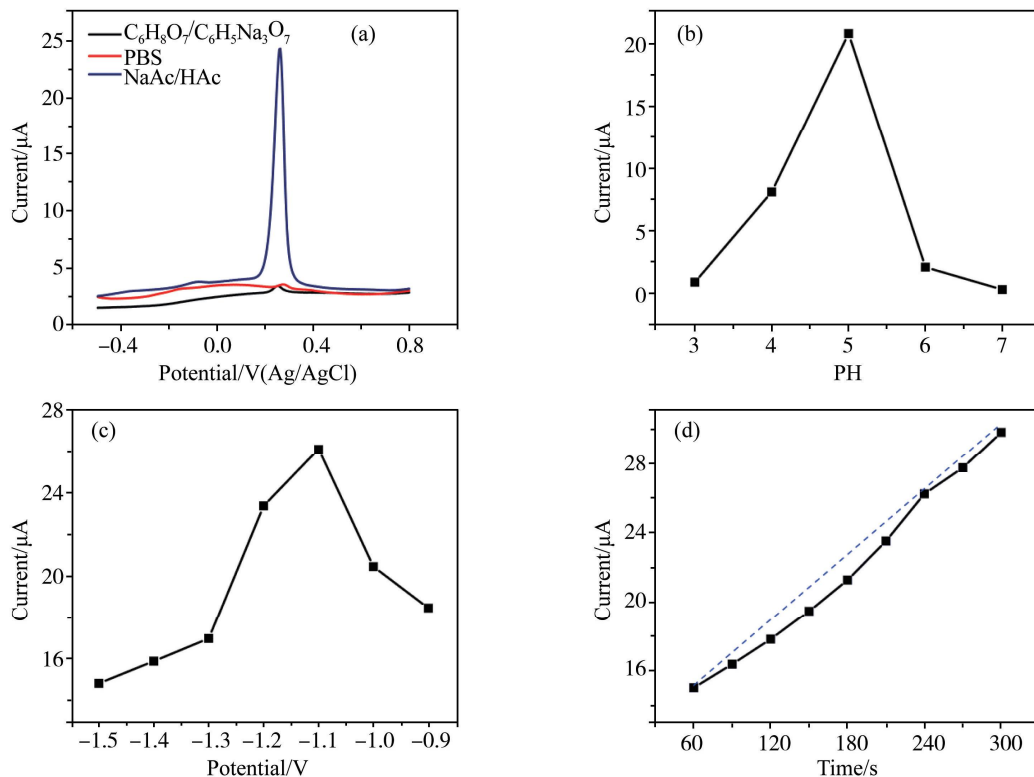 C₆H₈O₇/C₆H₅Na₃O₇
PBS
NaAc/HAc
(a)
25
20
15
10
5
0
Current/μA
−0.4 0.0 0.4 0.8
Potential/V(Ag/AgCl)
(b)
20
15
10
5
0
Current/μA
3 4 5 6 7
PH
(c)
28
24
20
16
Current/μA
−1.5 −1.4 −1.3 −1.2 −1.1 −1.0 −0.9
Potential/V
(d)
28
24
20
16
Current/μA
60 120 180 240 300
Time/s